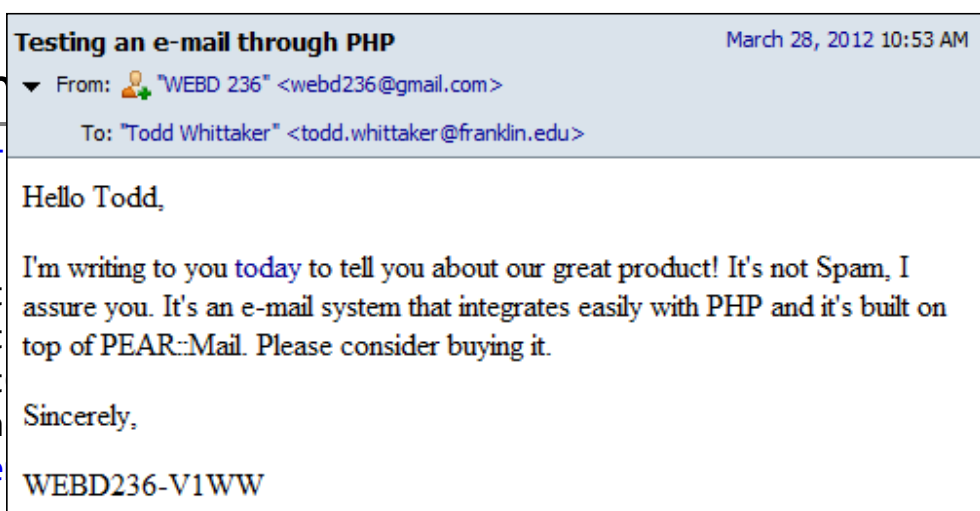 Testing an e-mail through PHP March 28, 2012 10:53 AM
From: "WEBD 236" <webd236@gmail.com>
To: "Todd Whittaker" <todd.whittaker@franklin.edu>
Hello Todd,
I'm writing to you today to tell you about our great product! It's not Spam, I
assure you. It's an e-mail system that integrates easily with PHP and it's built on
top of PEAR::Mail. Please consider buying it.
Sincerely,
WEBD236-V1WW